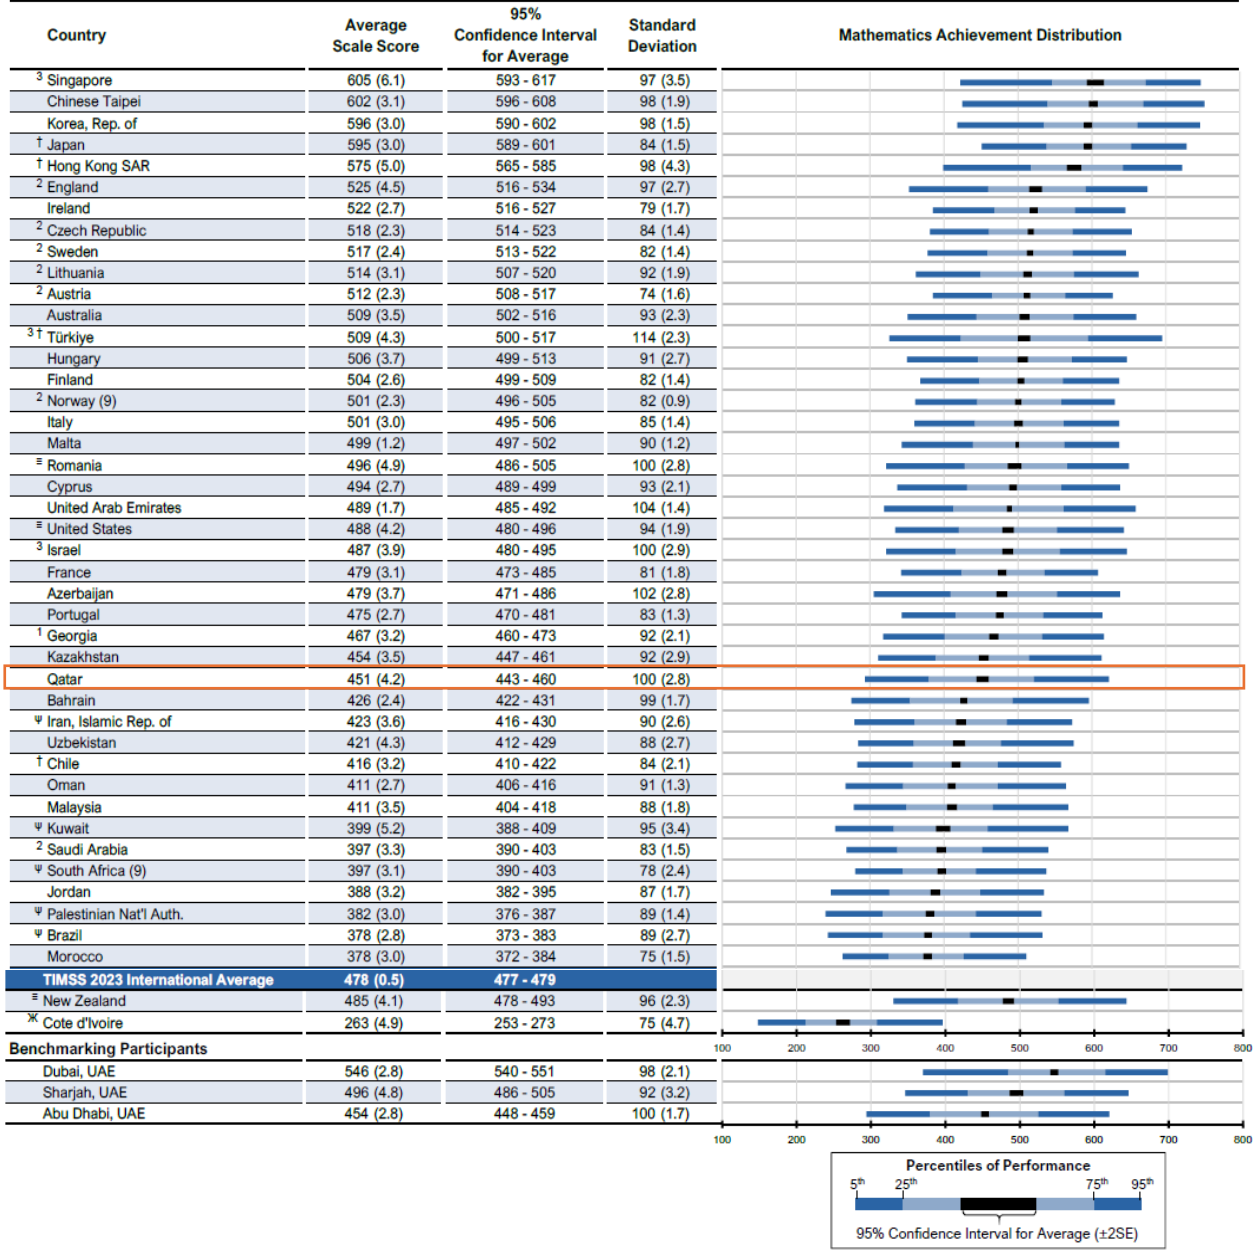 Country Average Scale Score 95% Confidence Interval for Average Standard Deviation Mathematics Achievement Distribution
3 Singapore 605 (6.1) 593 - 617 97 (3.5)
Chinese Taipei 602 (3.1) 596 - 608 98 (1.9)
Korea, Rep. of 596 (3.0) 590 - 602 98 (1.5)
† Japan 595 (3.0) 589 - 601 84 (1.5)
† Hong Kong SAR 575 (5.0) 565 - 585 98 (4.3)
2 England 525 (4.5) 516 - 534 97 (2.7)
Ireland 522 (2.7) 516 - 527 79 (1.7)
2 Czech Republic 518 (2.3) 514 - 523 84 (1.4)
2 Sweden 517 (2.4) 513 - 522 82 (1.4)
2 Lithuania 514 (3.1) 507 - 520 92 (1.9)
2 Austria 512 (2.3) 508 - 517 74 (1.6)
Australia 509 (3.5) 502 - 516 93 (2.3)
3 † Türkiye 509 (4.3) 500 - 517 114 (2.3)
Hungary 506 (3.7) 499 - 513 91 (2.7)
Finland 504 (2.6) 499 - 509 82 (1.4)
2 Norway (9) 501 (2.3) 496 - 505 82 (0.9)
Italy 501 (3.0) 495 - 506 85 (1.4)
Malta 499 (1.2) 497 - 502 90 (1.2)
≡ Romania 496 (4.9) 486 - 505 100 (2.8)
Cyprus 494 (2.7) 489 - 499 93 (2.1)
United Arab Emirates 489 (1.7) 485 - 492 104 (1.4)
≡ United States 488 (4.2) 480 - 496 94 (1.9)
3 Israel 487 (3.9) 480 - 495 100 (2.9)
France 479 (3.1) 473 - 485 81 (1.8)
Azerbaijan 479 (3.7) 471 - 486 102 (2.8)
Portugal 475 (2.7) 470 - 481 83 (1.3)
1 Georgia 467 (3.2) 460 - 473 92 (2.1)
Kazakhstan 454 (3.5) 447 - 461 92 (2.9)
Qatar 451 (4.2) 443 - 460 100 (2.8)
Bahrain 426 (2.4) 422 - 431 99 (1.7)
Ψ Iran, Islamic Rep. of 423 (3.6) 416 - 430 90 (2.6)
Uzbekistan 421 (4.3) 412 - 429 88 (2.7)
† Chile 416 (3.2) 410 - 422 84 (2.1)
Oman 411 (2.7) 406 - 416 91 (1.3)
Malaysia 411 (3.5) 404 - 418 88 (1.8)
Ψ Kuwait 399 (5.2) 388 - 409 95 (3.4)
2 Saudi Arabia 397 (3.3) 390 - 403 83 (1.5)
Ψ South Africa (9) 397 (3.1) 390 - 403 78 (2.4)
Jordan 388 (3.2) 382 - 395 87 (1.7)
Ψ Palestinian Nat'l Auth. 382 (3.0) 376 - 387 89 (1.4)
Ψ Brazil 378 (2.8) 373 - 383 89 (2.7)
Morocco 378 (3.0) 372 - 384 75 (1.5)
TIMSS 2023 International Average 478 (0.5) 477 - 479
≡ New Zealand 485 (4.1) 478 - 493 96 (2.3)
Ж Cote d'Ivoire 263 (4.9) 253 - 273 75 (4.7)
100 200 300 400 500 600 700 800
Benchmarking Participants
Dubai, UAE 546 (2.8) 540 - 551 98 (2.1)
Sharjah, UAE 496 (4.8) 486 - 505 92 (3.2)
Abu Dhabi, UAE 454 (2.8) 448 - 459 100 (1.7)
100 200 300 400 500 600 700 800
Percentiles of Performance
5th 25th 75th 95th
95% Confidence Interval for Average (±2SE)